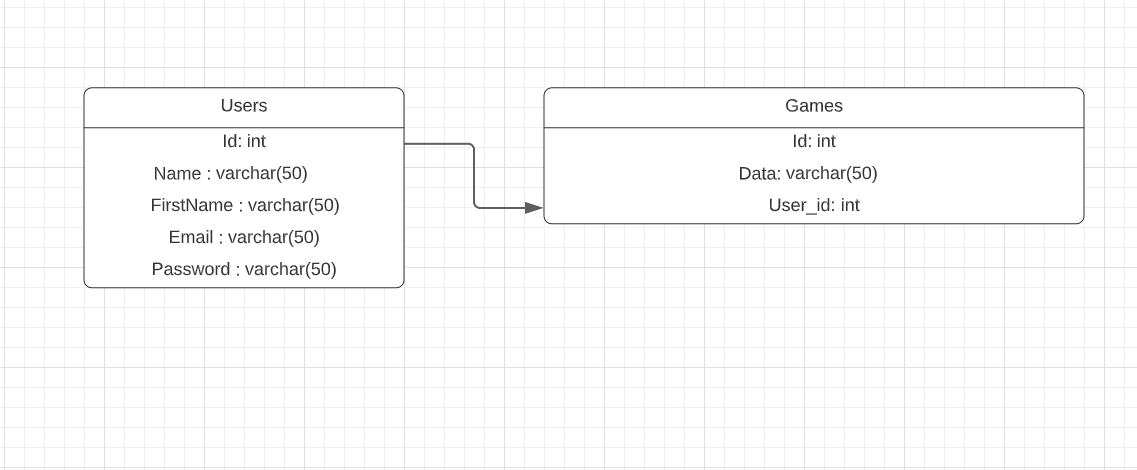 Users
Id: int
Name : varchar(50)
FirstName : varchar(50)
Email : varchar(50)
Password : varchar(50)
Games
Id: int
Data: varchar(50)
User_id: int